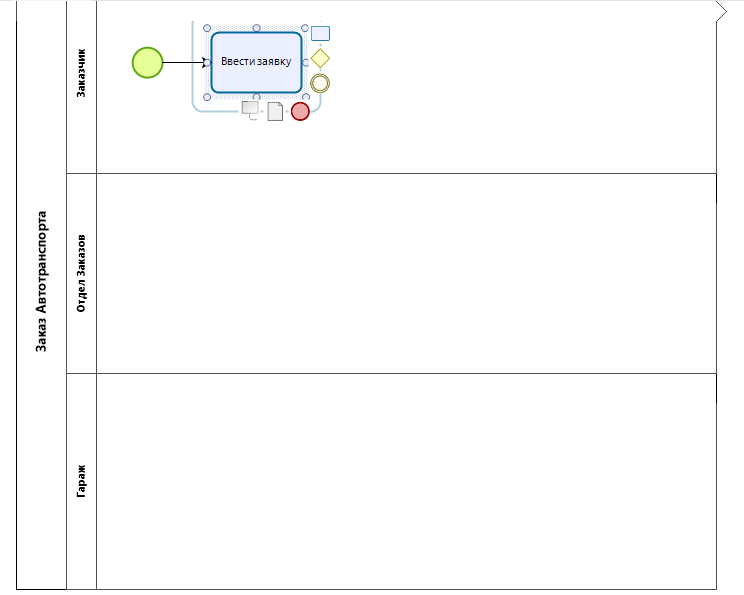 Заказ Автотранспорта
Заказчик
Ввести заявку
Отдел Заказов
Гараж